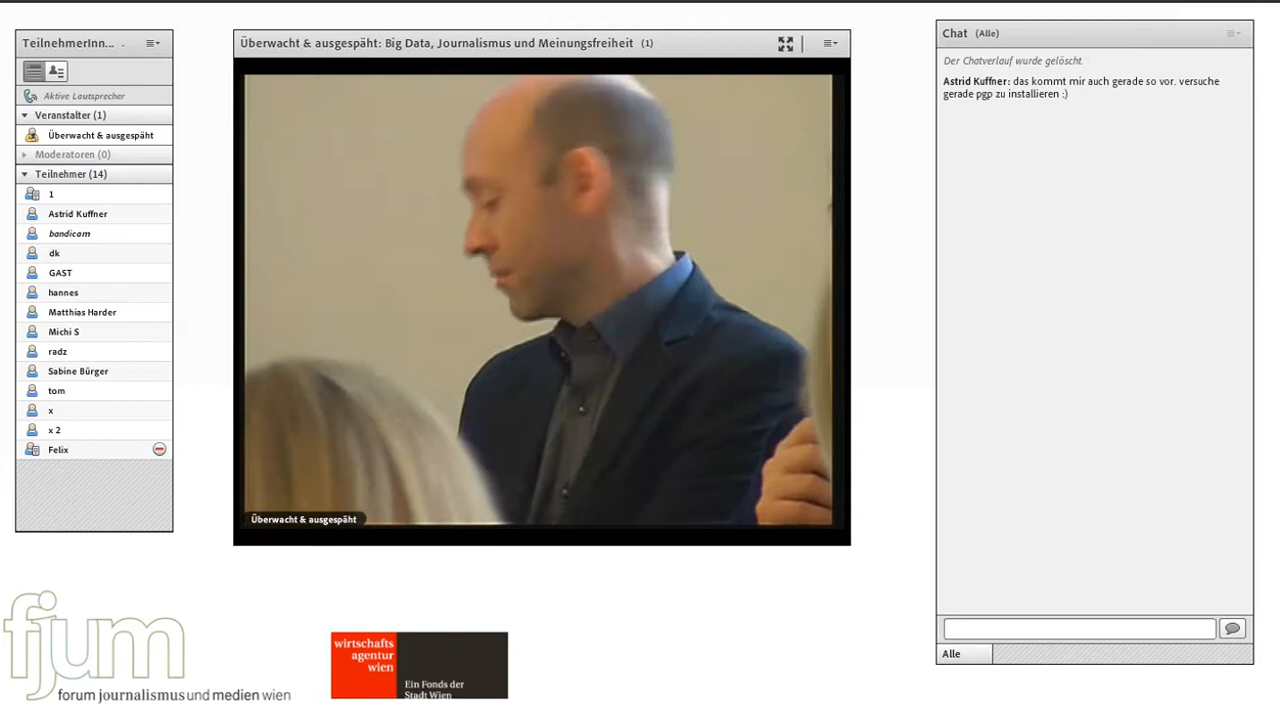 TeilnehmerInn... .
Aktive Lautsprecher
Veranstalter (1)
Überwacht & ausgespäht
Moderatoren (0)
Teilnehmer (14)
1
Astrid Kuffner
bandicam
dk
GAST
hannes
Matthias Harder
Michi S
radz
Sabine Bürger
tom
x
x 2
Felix
Überwacht & ausgespäht: Big Data, Journalismus und Meinungsfreiheit (1)
Überwacht & ausgespäht
Chat (Alle)
Der Chatverlauf wurde gelöscht.
Astrid Kuffner: das kommt mir auch gerade so vor. versuche
gerade pgp zu installieren :)
Alle
fjum
forum journalismus und medien wien
wirtschafts
agentur
wien
Ein Fonds der
Stadt Wien